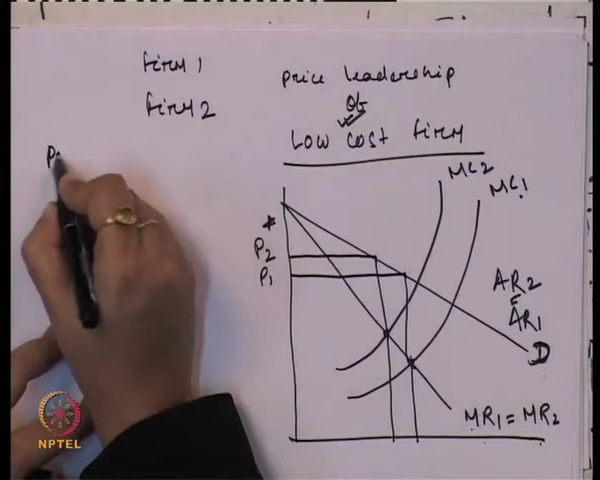 Firm 1
Firm 2
Price leadership
of
Low cost firm
MC2
MC1
P2
P1
AR2
=
AR1
D
MR1 = MR2
NPTEL